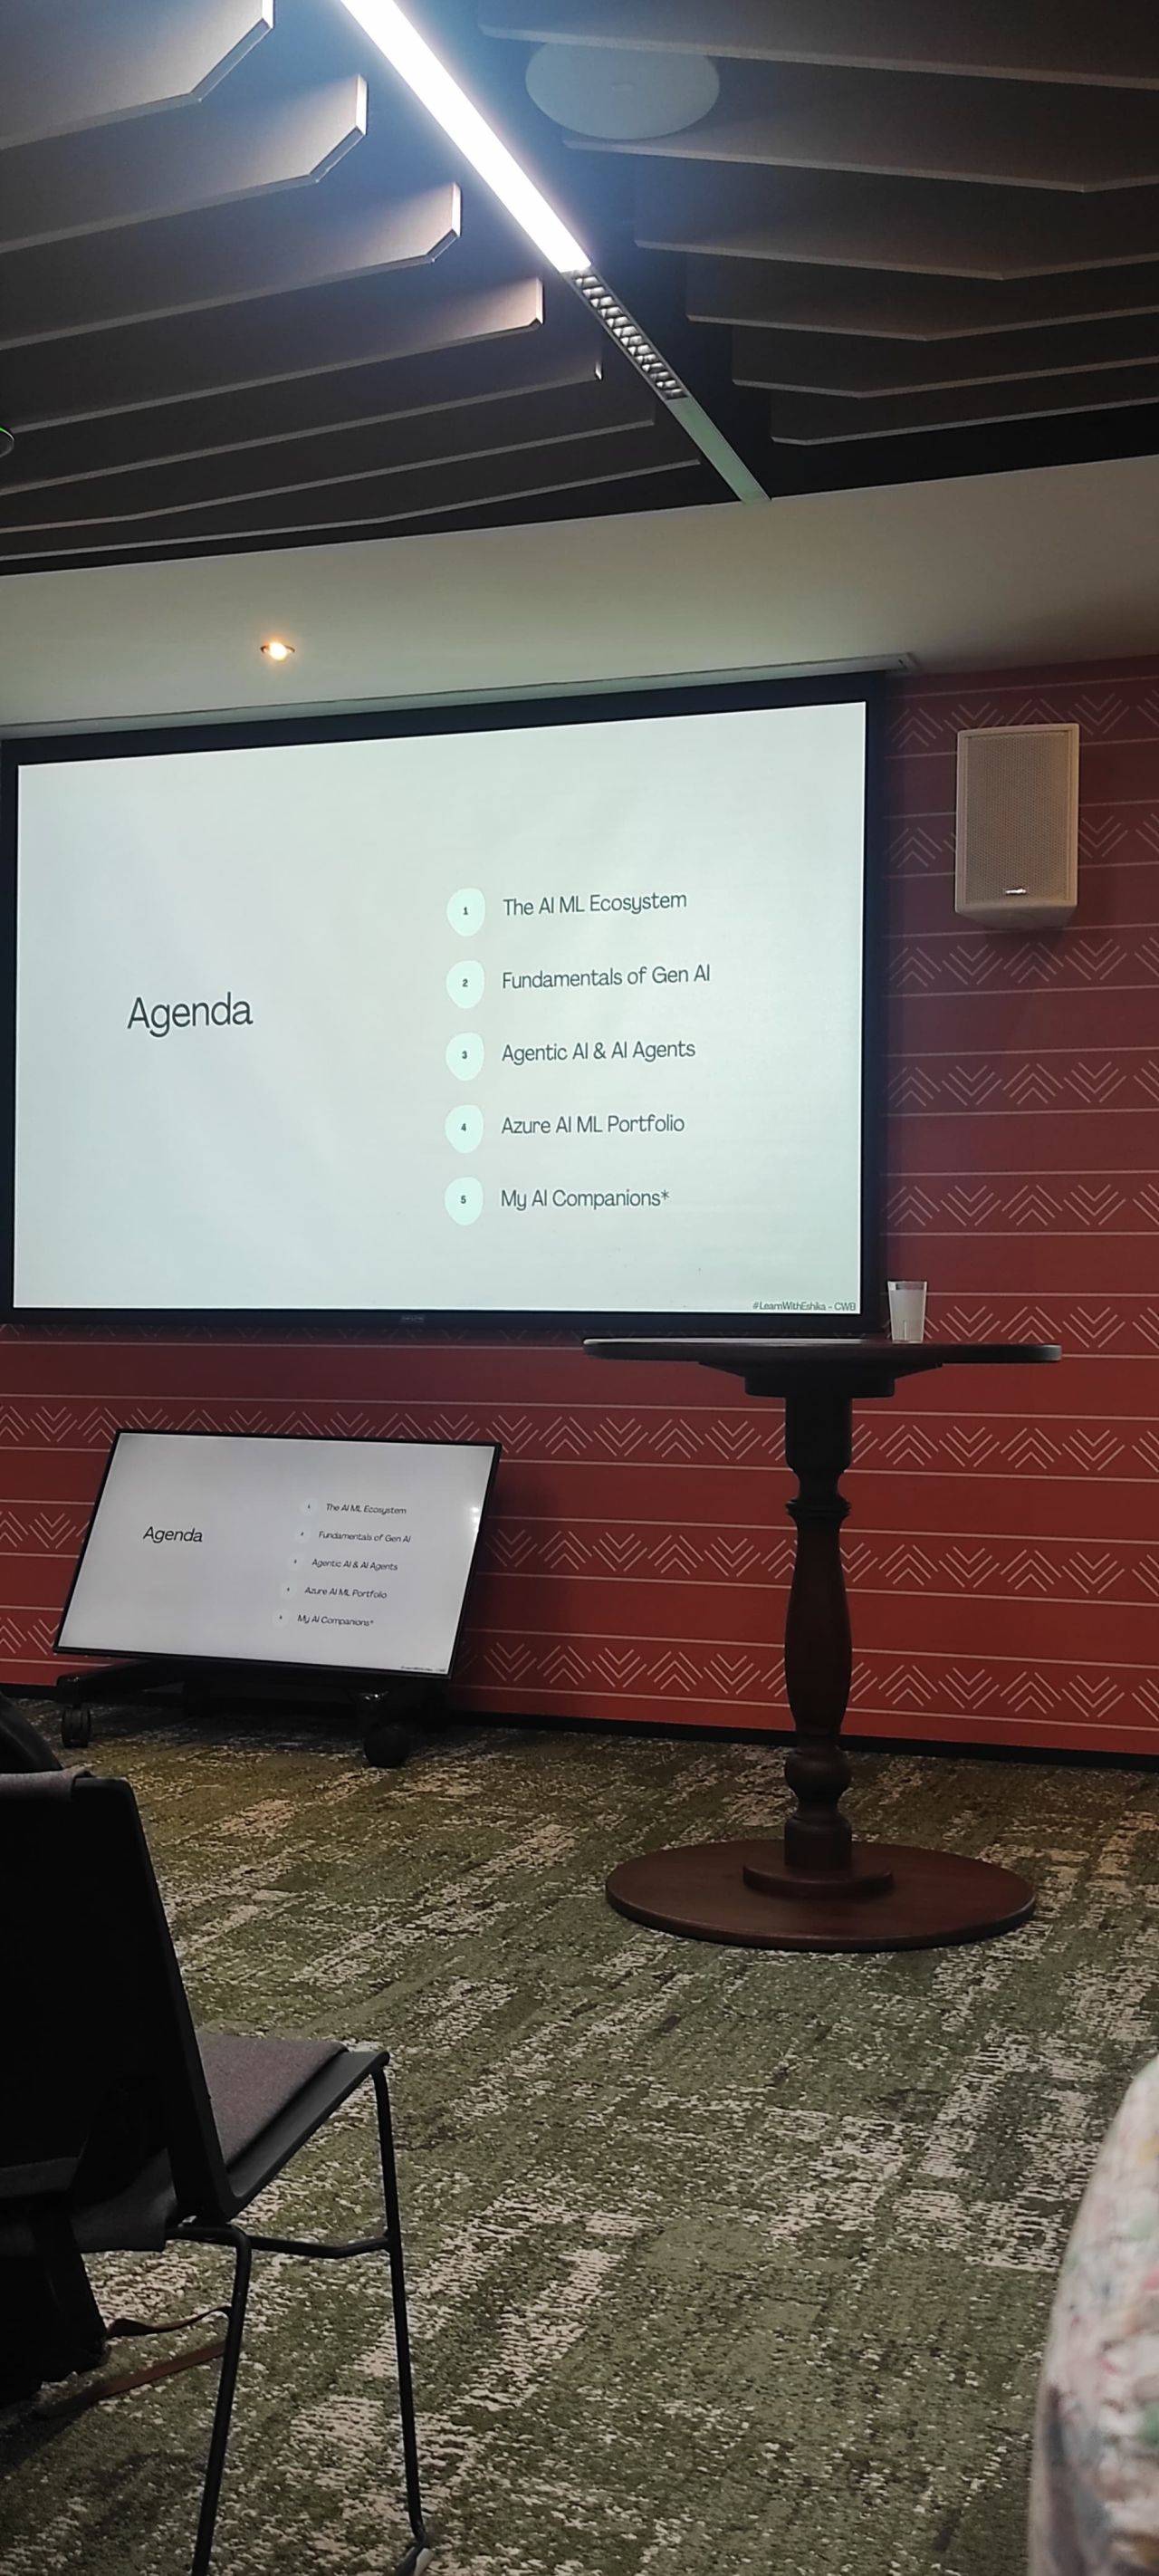 Agenda
1 The AI ML Ecosystem
2 Fundamentals of Gen AI
3 Agentic AI & AI Agents
4 Azure AI ML Portfolio
5 My AI Companions*
#LearnWithEshika - CWB
Agenda
The AI ML Ecosystem
Fundamentals of Gen AI
Agentic AI & AI Agents
Azure AI ML Portfolio
My AI Companions*